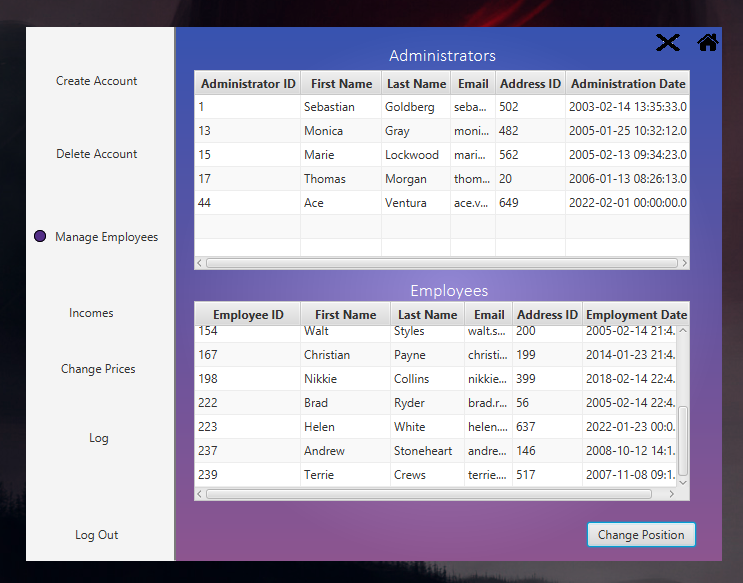 Create Account
Delete Account
Manage Employees
Incomes
Change Prices
Log
Log Out
Administrators
Administrator ID First Name Last Name Email Address ID Administration Date
1 Sebastian Goldberg seba... 502 2003-02-14 13:35:33.0
13 Monica Gray moni... 482 2005-01-25 10:32:12.0
15 Marie Lockwood mari... 562 2005-02-13 09:34:23.0
17 Thomas Morgan thom... 20 2006-01-13 08:26:13.0
44 Ace Ventura ace.v... 649 2022-02-01 00:00:00.0
Employees
Employee ID First Name Last Name Email Address ID Employment Date
154 Walt Styles walt.s... 200 2005-02-14 21:4.
167 Christian Payne christi... 199 2014-01-23 21:4.
198 Nikkie Collins nikkie... 399 2018-02-14 22:4.
222 Brad Ryder brad.r... 56 2005-02-14 22:4.
223 Helen White helen.... 637 2022-01-23 00:0.
237 Andrew Stoneheart andre... 146 2008-10-12 14:1.
239 Terrie Crews terrie.... 517 2007-11-08 09:1.
Change Position